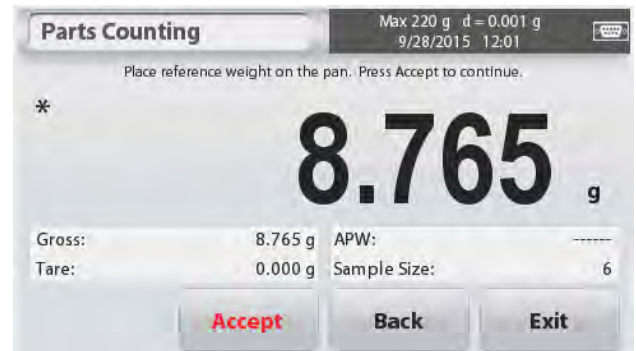 Parts Counting
Max 220 g d = 0.001 g
9/28/2015 12:01
Place reference weight on the pan. Press Accept to continue.
*
8.765 g
Gross: 8.765 g APW: ------
Tare: 0.000 g Sample Size: 6
Accept Back Exit